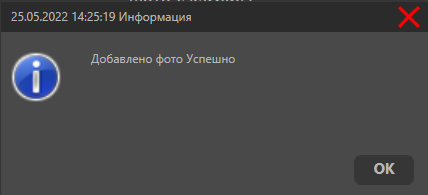 25.05.2022 14:25:19 Информация
Добавлено фото Успешно
OK